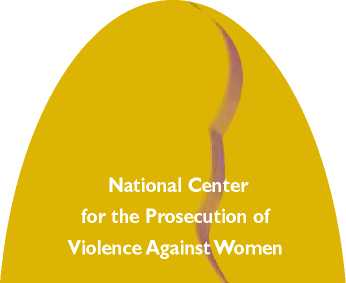 National Center
for the Prosecution of
Violence Against Women